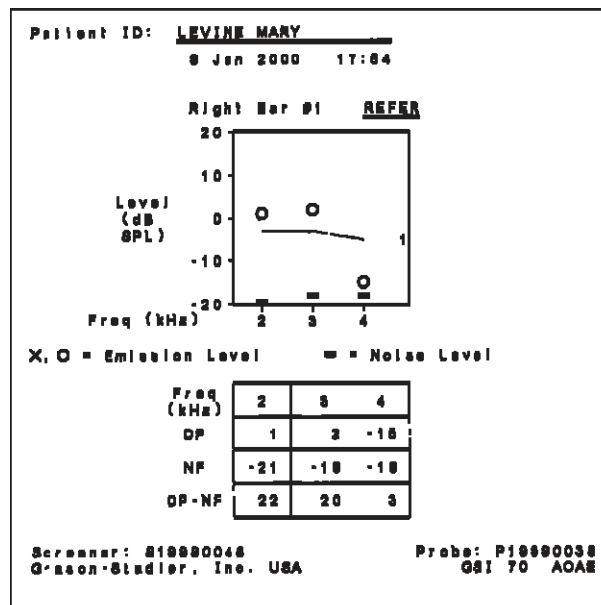 Patient ID: LEVINE MARY
9 Jan 2000 17:54
Right Ear #1 REFER
20
10
Level 0
(dB
SPL)
1
-10
-20
Freq (kHz) 2 3 4
X, O = Emission Level = Noise Level
Freq (kHz) 2 3 4
DP 1 2 -15
NF -21 -18 -18
DP-NF 22 20 3
Screener:
Grason-Stadler, Inc. USA
Probe:
GSI 70 AOAE